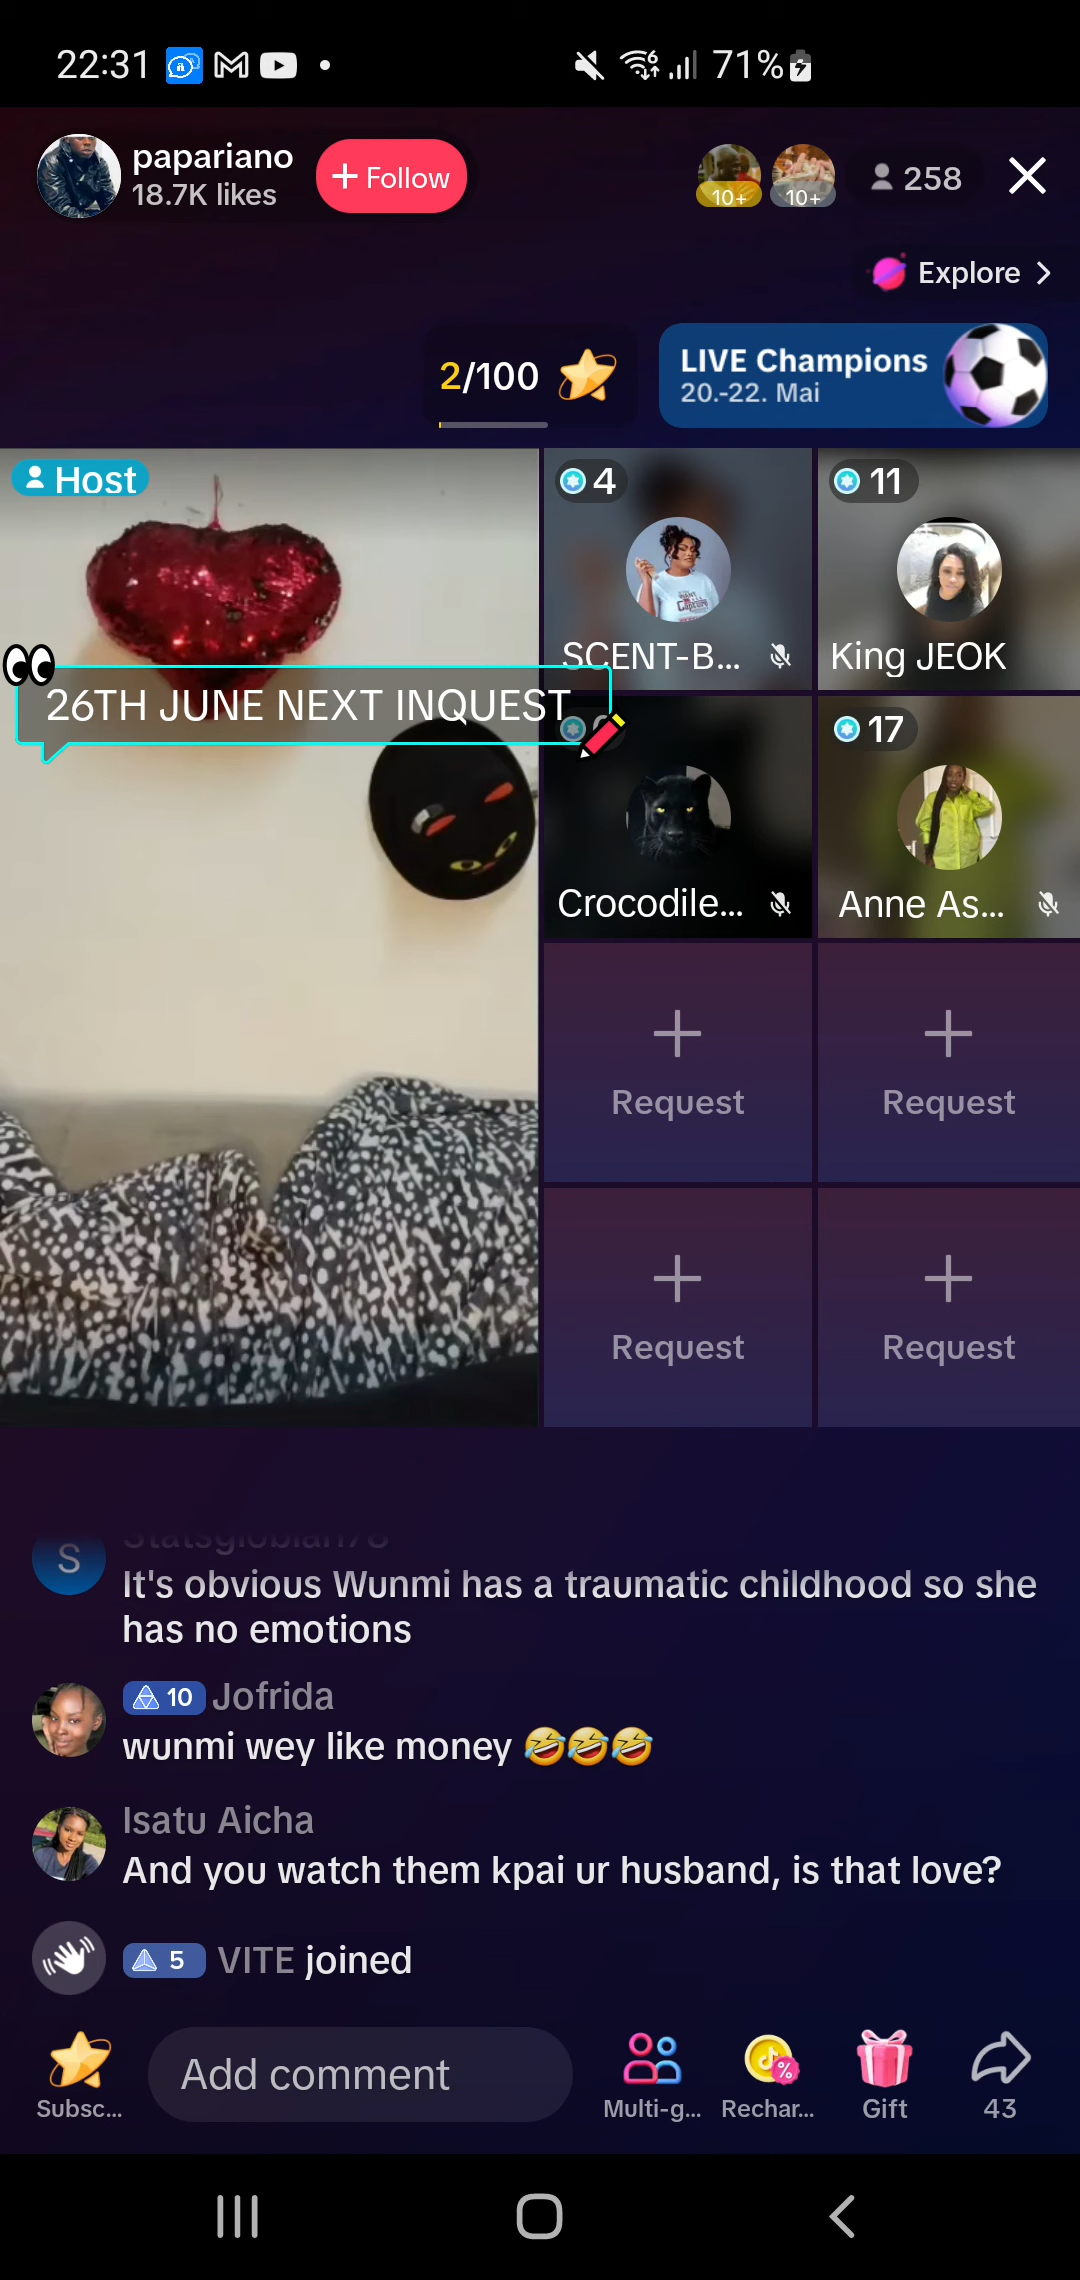 22:31
71%
papariano
18.7K likes
+ Follow
10+
10+
258
Explore
2/100
LIVE Champions
20.-22. Mai
Host
4
SCENT-B...
11
King JEOK
26TH JUNE NEXT INQUEST
Crocodile...
17
Anne As...
Request
Request
Request
Request
S
It's obvious Wunmi has a traumatic childhood so she
has no emotions
10 Jofrida
wunmi wey like money 🤣🤣🤣
Isatu Aicha
And you watch them kpai ur husband, is that love?
5 VITE joined
Subsc...
Add comment
Multi-g...
Rechar...
Gift
43